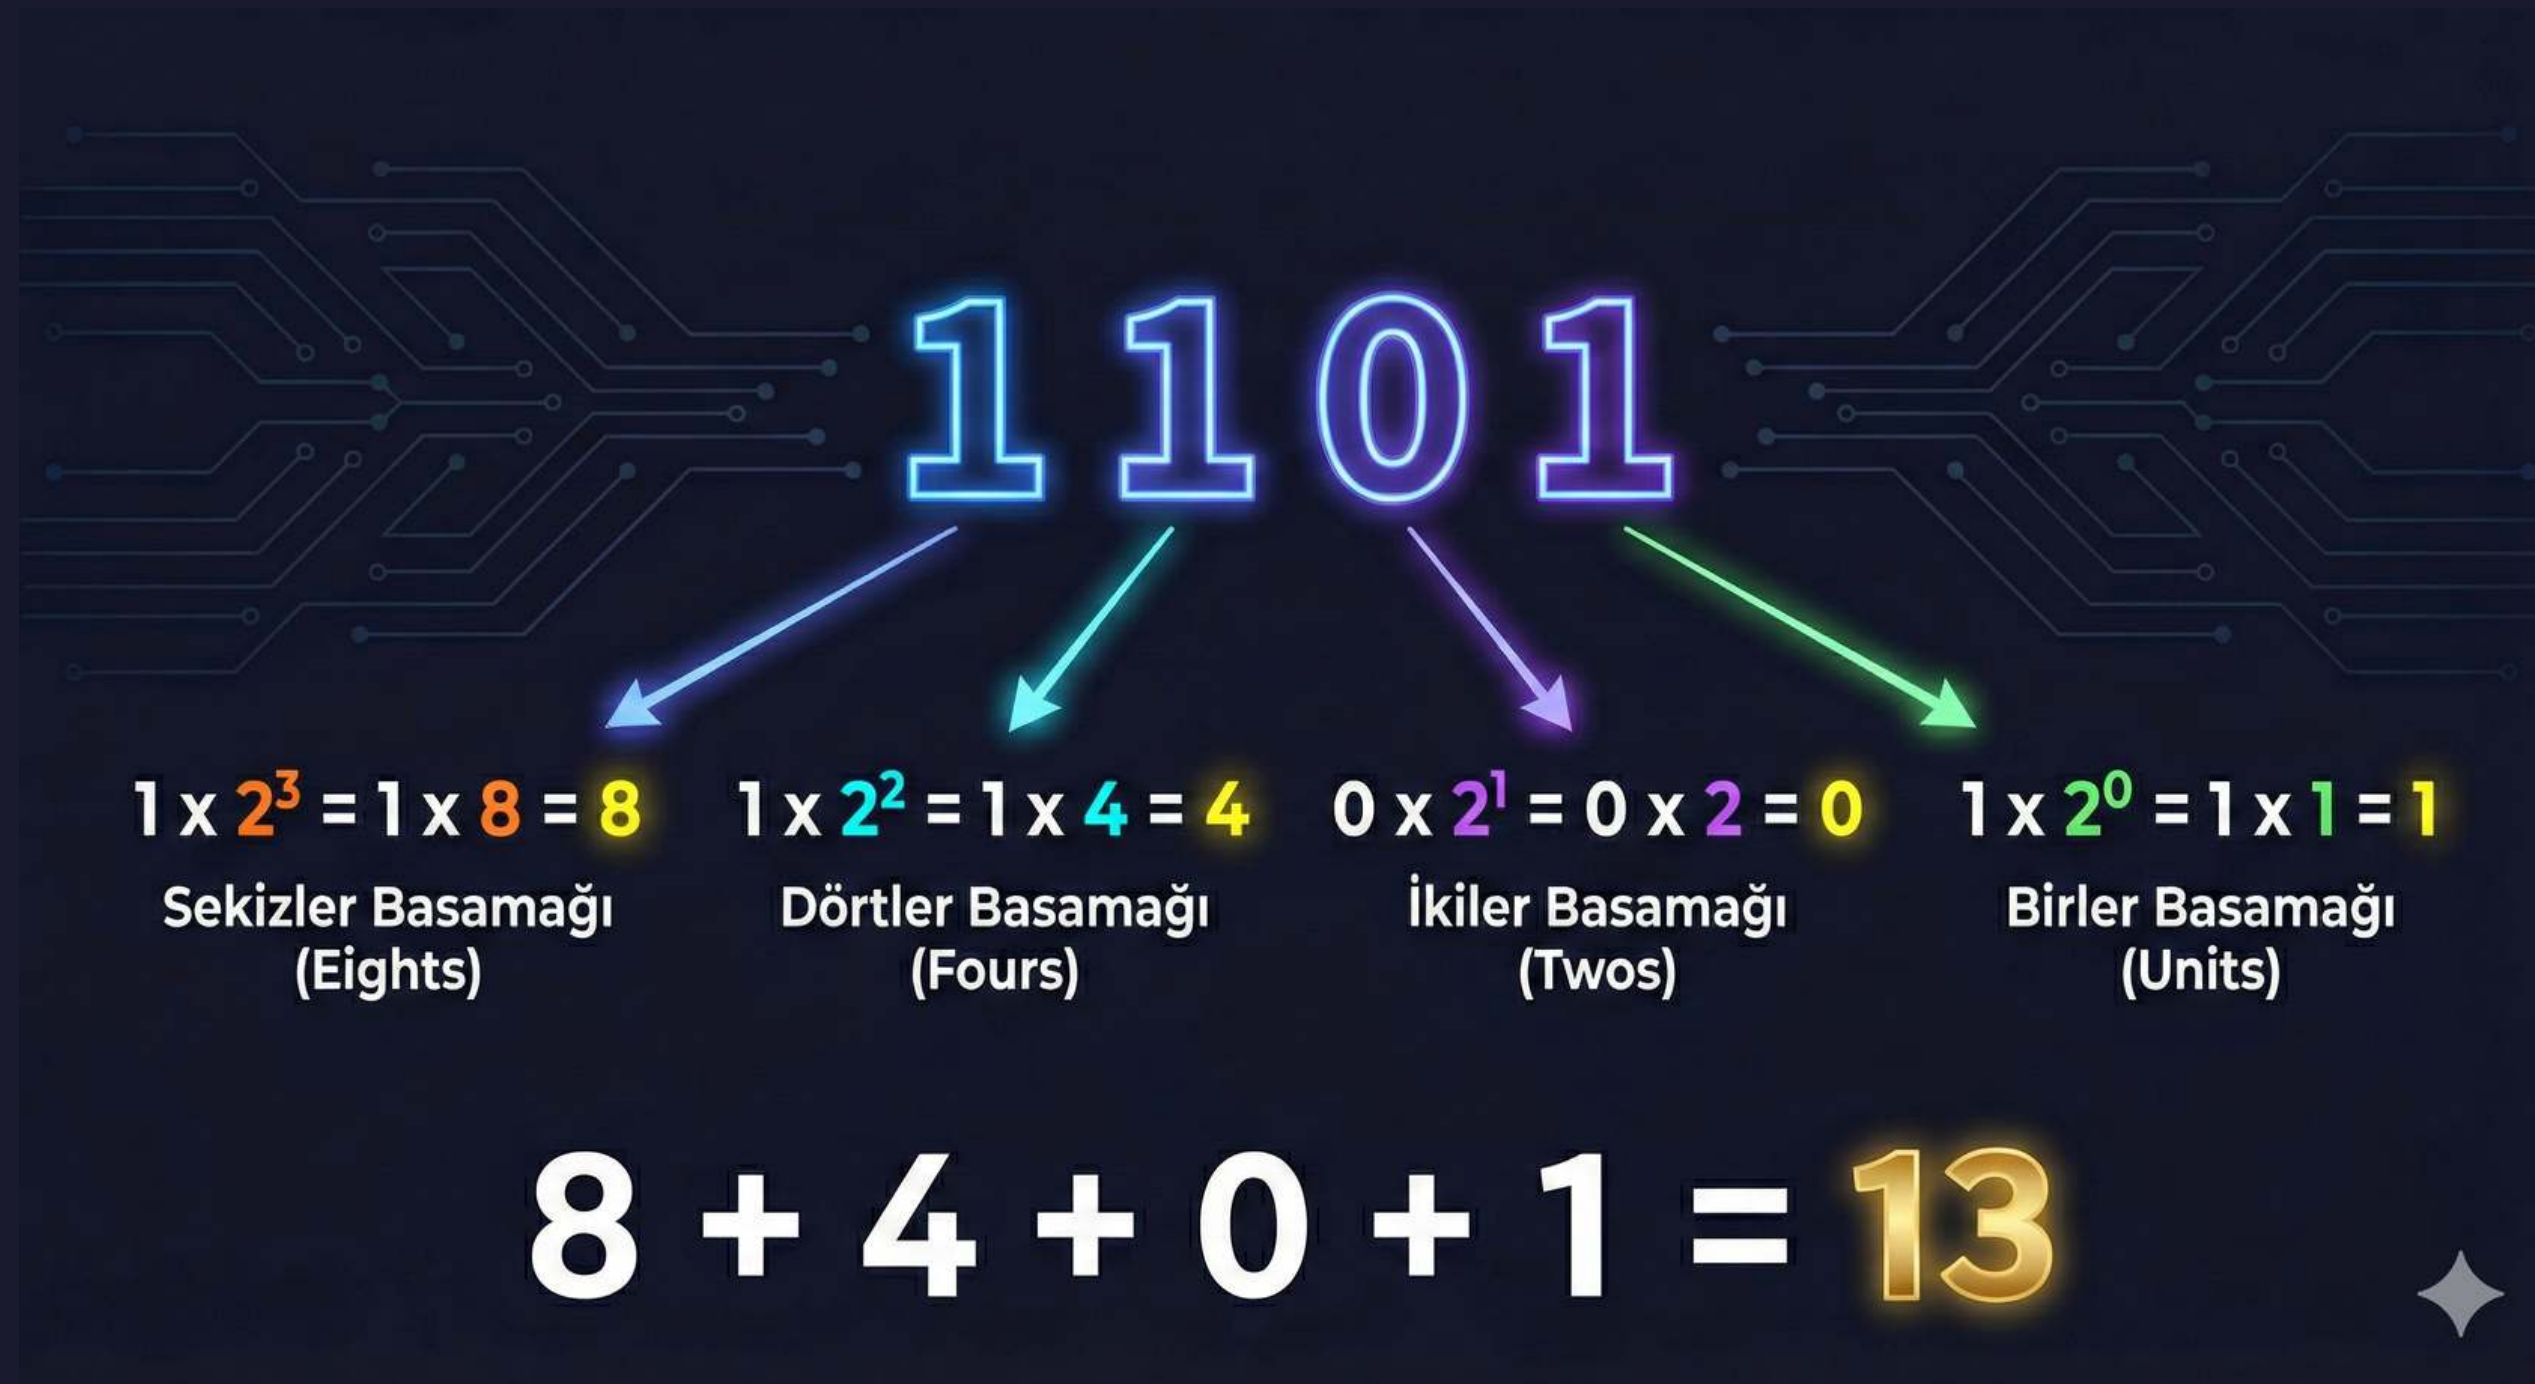 1101
1 x 2³ = 1 x 8 = 8
Sekizler Basamağı
(Eights)
1 x 2² = 1 x 4 = 4
Dörtler Basamağı
(Fours)
0 x 2¹ = 0 x 2 = 0
İkiler Basamağı
(Twos)
1 x 2⁰ = 1 x 1 = 1
Birler Basamağı
(Units)
8 + 4 + 0 + 1 = 13